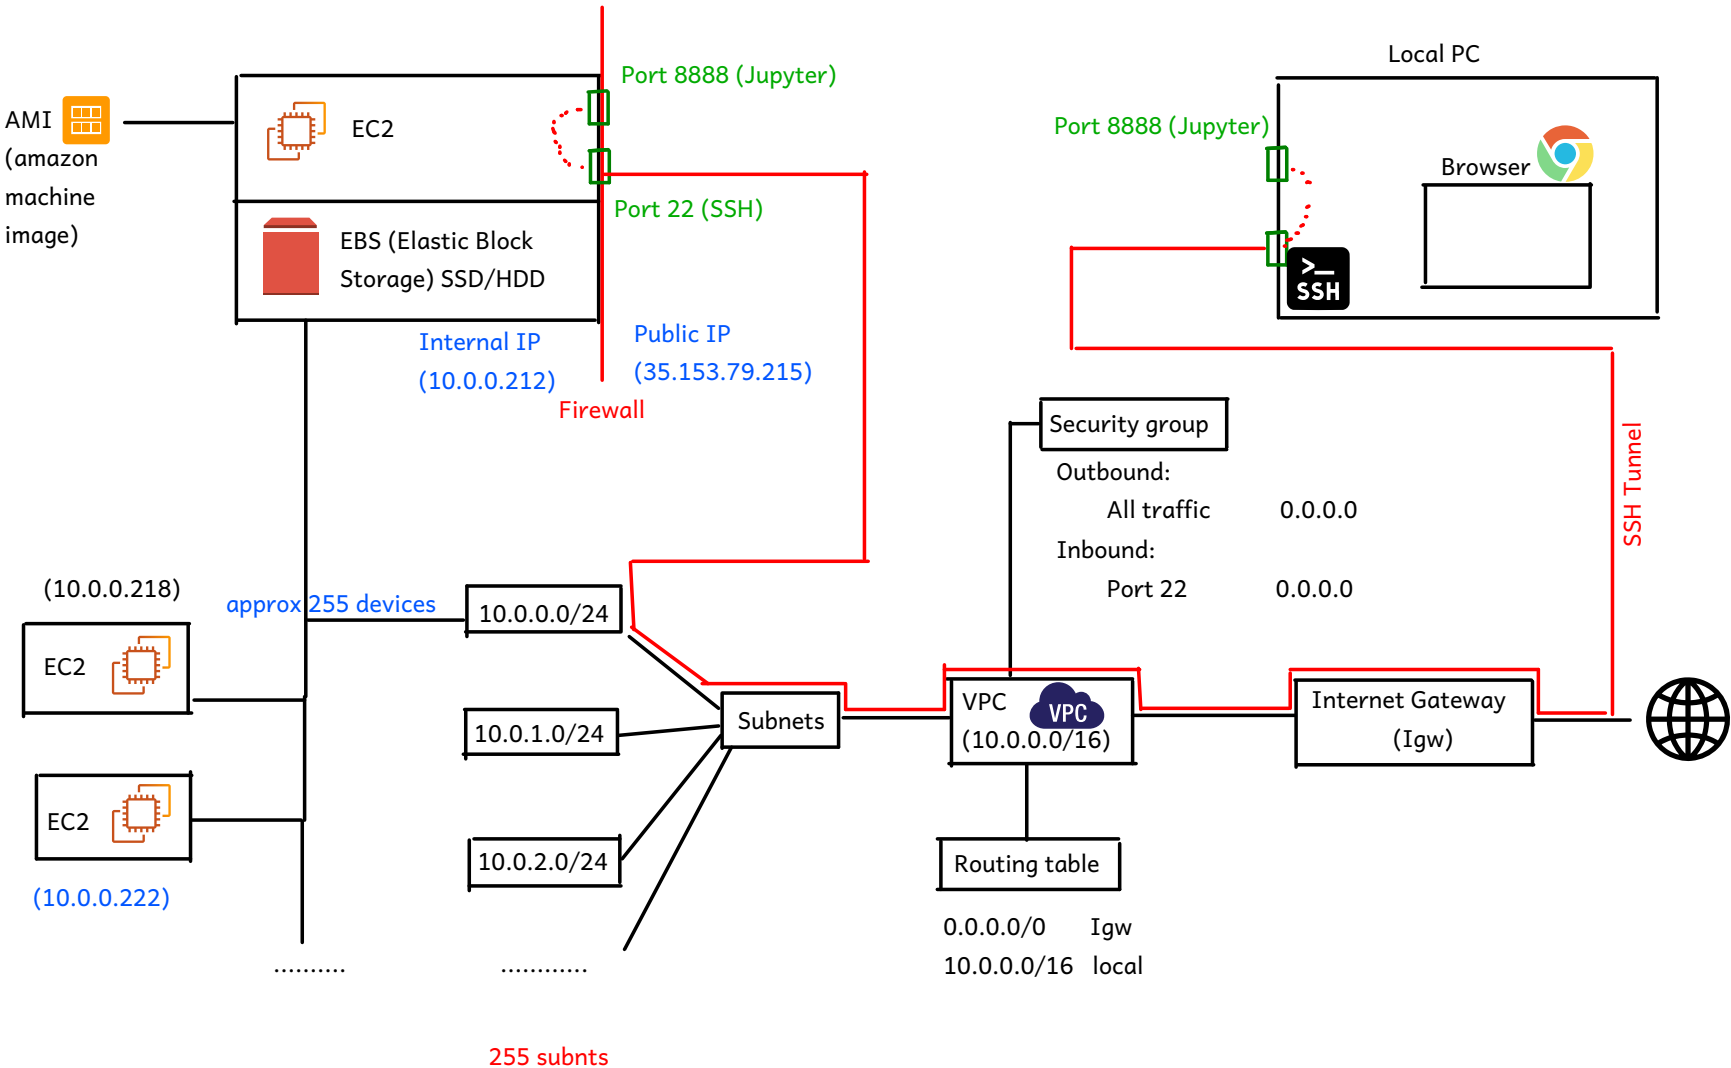 Local PC
Port 8888 (Jupyter)
AMI
(amazon
machine
image)
EC2
Port 22 (SSH)
EBS (Elastic Block
Storage) SSD/HDD
Internal IP
(10.0.0.212)
Public IP
(35.153.79.215)
Firewall
Port 8888 (Jupyter)
Browser
>_
SSH
SSH Tunnel
Security group
Outbound:
All traffic 0.0.0.0
Inbound:
Port 22 0.0.0.0
(10.0.0.218)
EC2
approx 255 devices
10.0.0.0/24
10.0.1.0/24
10.0.2.0/24
Subnets
VPC
VPC
(10.0.0.0/16)
Internet Gateway
(Igw)
EC2
(10.0.0.222)
Routing table
0.0.0.0/0 Igw
10.0.0.0/16 local
.......... ............
255 subnts